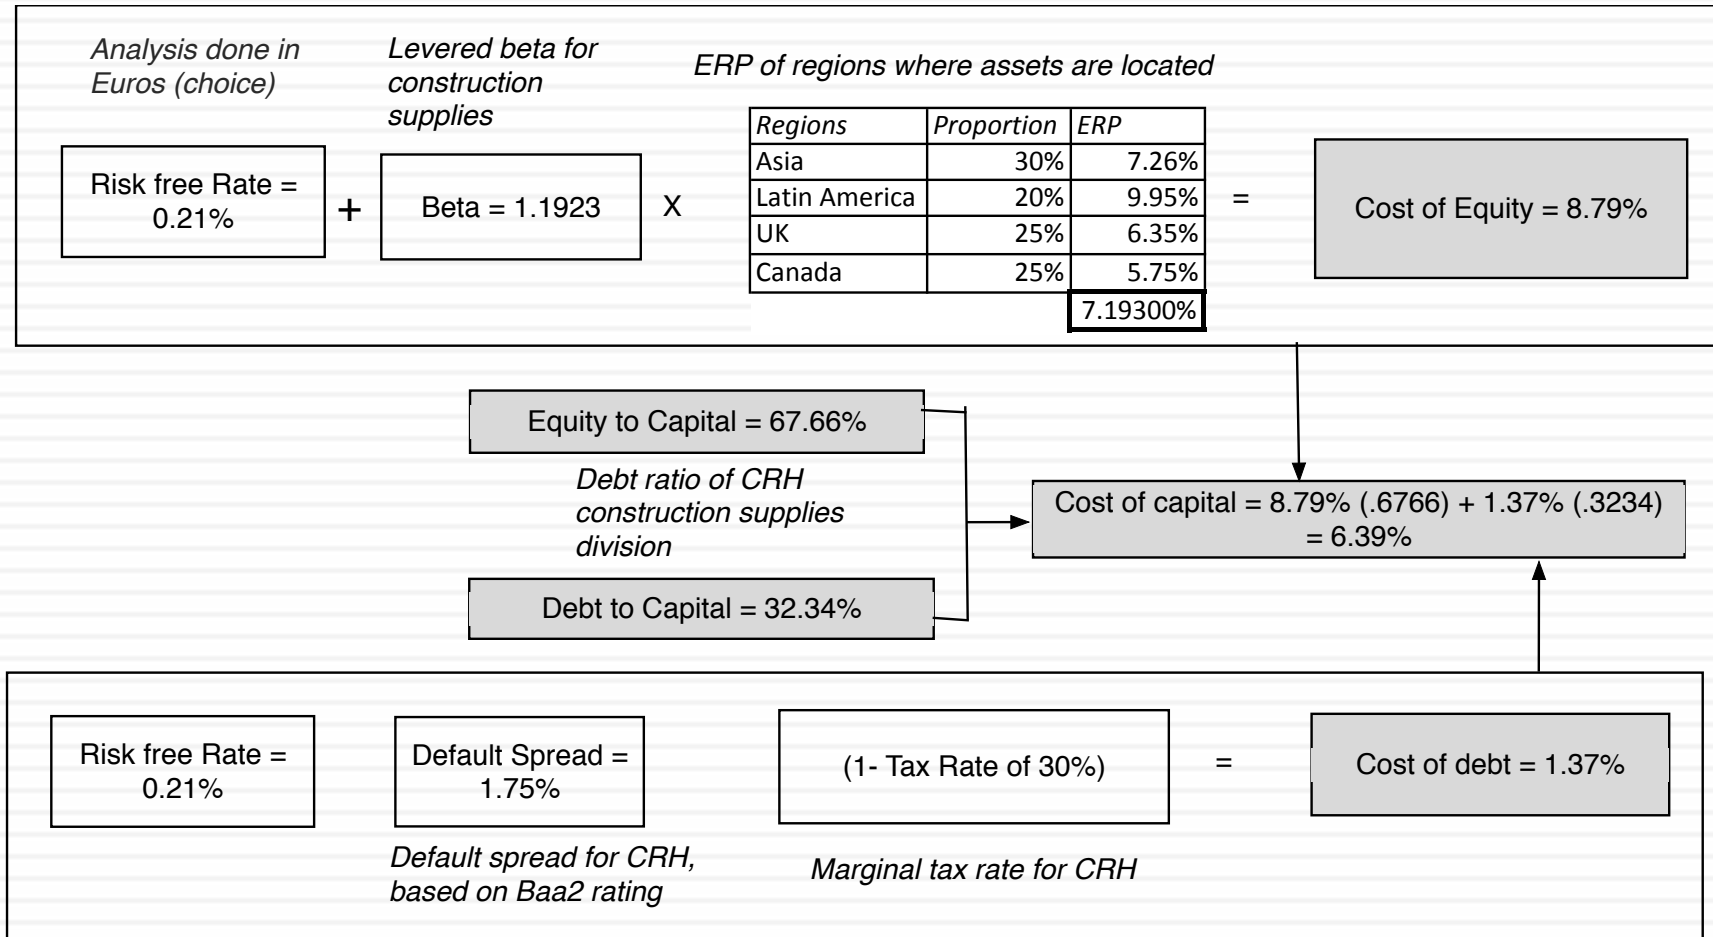 Analysis done in
Euros (choice)
Levered beta for
construction
supplies
ERP of regions where assets are located
Risk free Rate =
0.21%
+
Beta = 1.1923
X
Regions Proportion ERP
Asia 30% 7.26%
Latin America 20% 9.95%
UK 25% 6.35%
Canada 25% 5.75%
7.19300%
=
Cost of Equity = 8.79%
Equity to Capital = 67.66%
Debt ratio of CRH
construction supplies
division
Debt to Capital = 32.34%
Cost of capital = 8.79% (.6766) + 1.37% (.3234)
= 6.39%
Risk free Rate =
0.21%
Default Spread =
1.75%
(1- Tax Rate of 30%)
=
Cost of debt = 1.37%
Default spread for CRH,
based on Baa2 rating
Marginal tax rate for CRH